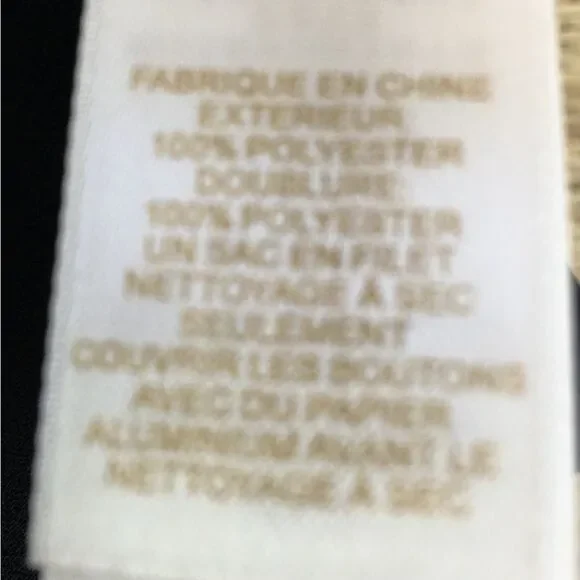 FABRIQUE EN CHINE
EXTERIEUR
100% POLYESTER
DOUBLURE
100% POLYESTER
UN SAC EN FILET
NETTOYAGE À SEC
SEULEMENT
COUVRIR LES BOUTONS
AVEC DU PAPIER
ALUMINIUM AVANT LE
NETTOYAGE À SEC.